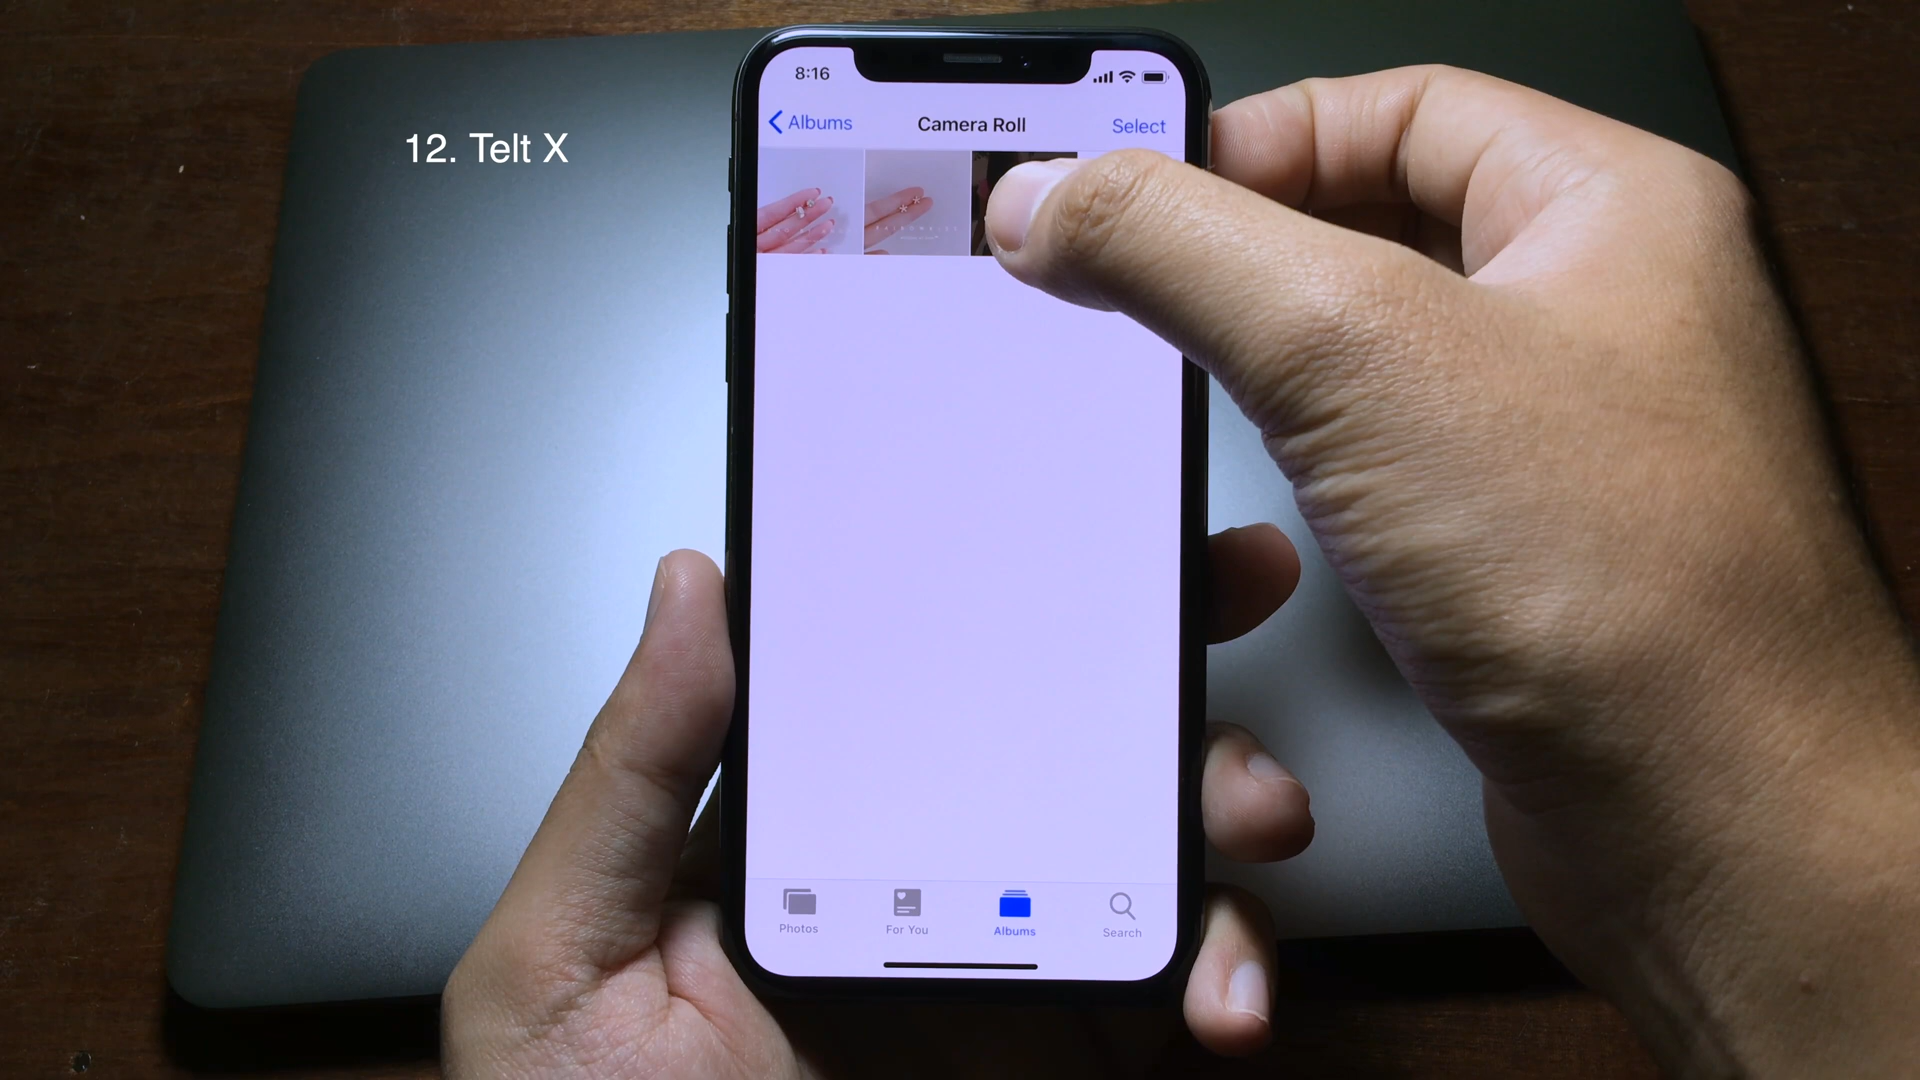 12. Telt X
8:16
Albums
Camera Roll
Select
Photos
For You
Albums
Search